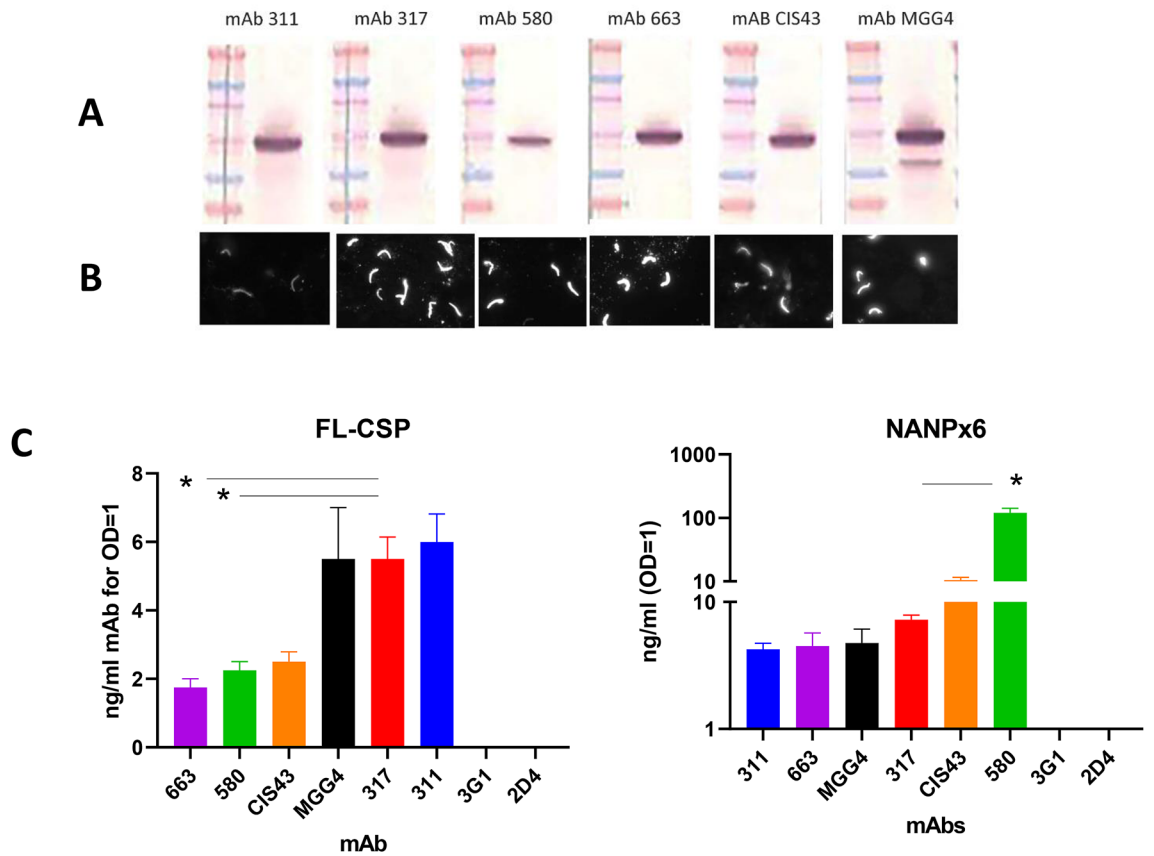 mAb 311 mAb 317 mAb 580 mAb 663 mAB CIS43 mAb MGG4
A
B
C
FL-CSP
ng/ml mAb for OD=1
8
6
4
2
0
*
*
663 580 CIS43 MGG4 317 311 3G1 2D4
mAb
NANPx6
ng/ml (OD=1)
1000
100
10
10
1
*
311 663 MGG4 317 CIS43 580 3G1 2D4
mAbs